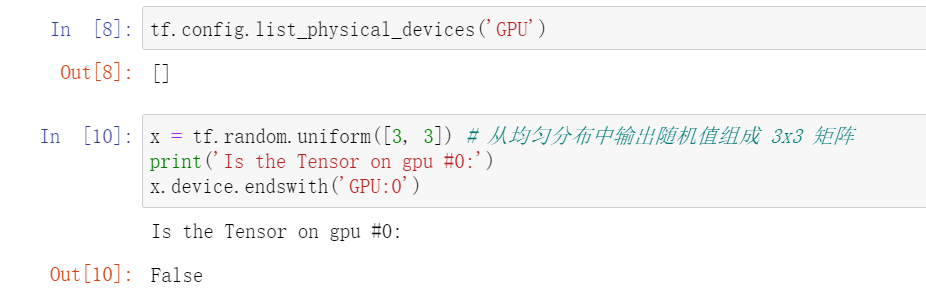 In [8]: tf.config.list_physical_devices('GPU')
Out[8]: []
In [10]: x = tf.random.uniform([3, 3]) # 从均匀分布中输出随机值组成 3x3 矩阵
print('Is the Tensor on gpu #0:')
x.device.endswith('GPU:0')
Is the Tensor on gpu #0:
Out[10]: False